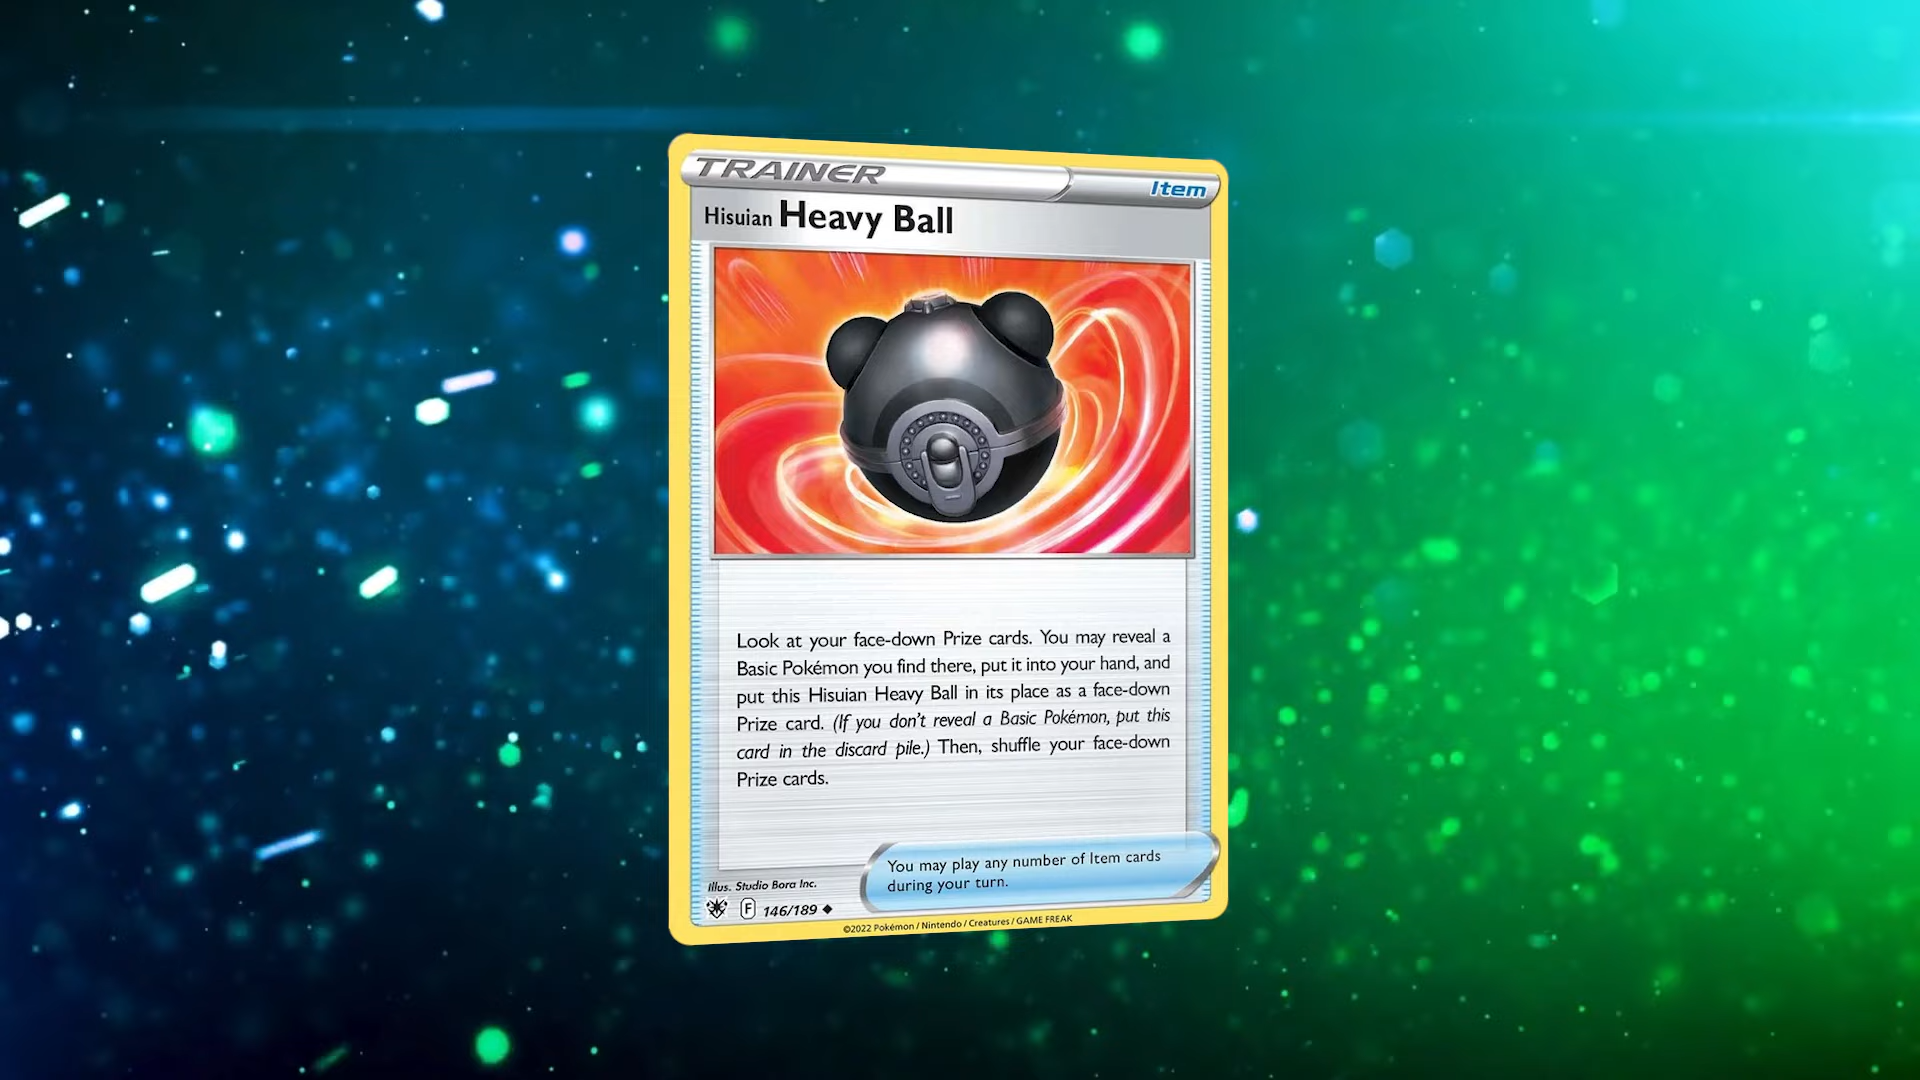 TRAINER
Item
Hisuian Heavy Ball
Look at your face-down Prize cards. You may reveal a
Basic Pokémon you find there, put it into your hand, and
put this Hisuian Heavy Ball in its place as a face-down
Prize card. (If you don't reveal a Basic Pokémon, put this
card in the discard pile.) Then, shuffle your face-down
Prize cards.
You may play any number of Item cards
during your turn.
Illus. Studio Bora Inc.
F 146/189
©2022 Pokémon / Nintendo / Creatures / GAME FREAK